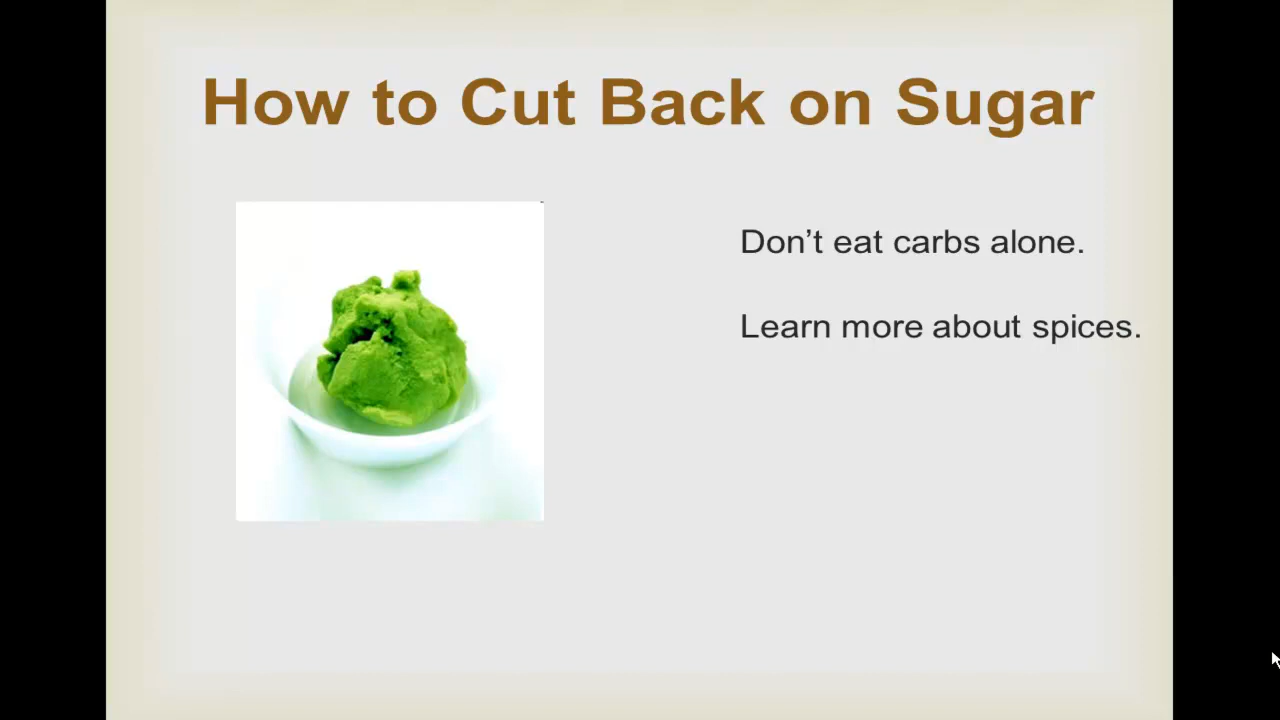 How to Cut Back on Sugar
Don’t eat carbs alone.
Learn more about spices.